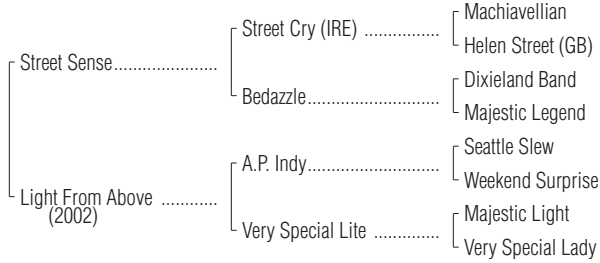 Machiavellian
Street Cry (IRE) ................
Helen Street (GB)
Street Sense......................
Dixieland Band
Bedazzle............................
Majestic Legend
Seattle Slew
A.P. Indy............................
Weekend Surprise
Light From Above ............
(2002)
Majestic Light
Very Special Lite ..............
Very Special Lady